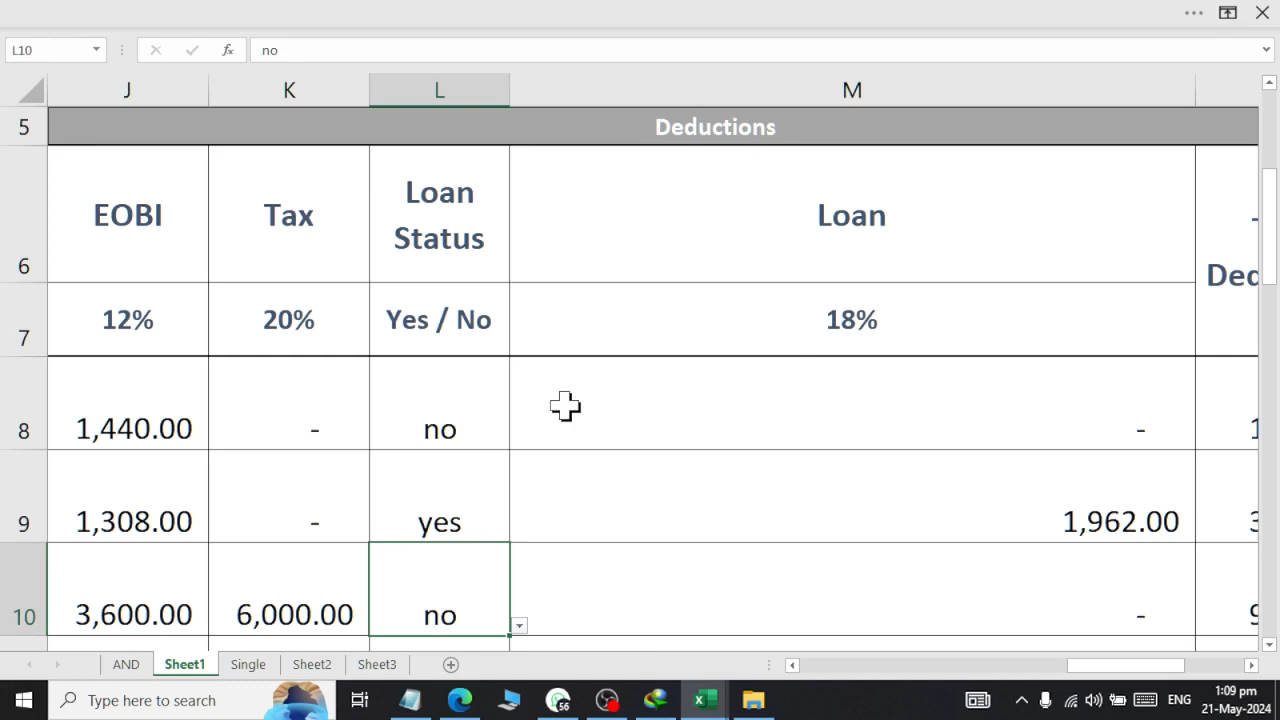 L10 fx no
J K L M
5 Deductions
6 EOBI Tax Loan Status Loan
7 12% 20% Yes / No 18%
8 1,440.00 - no -
9 1,308.00 - yes 1,962.00
10 3,600.00 6,000.00 no -
AND Sheet1 Single Sheet2 Sheet3
Type here to search 56 ENG 1:09 pm
21-May-2024